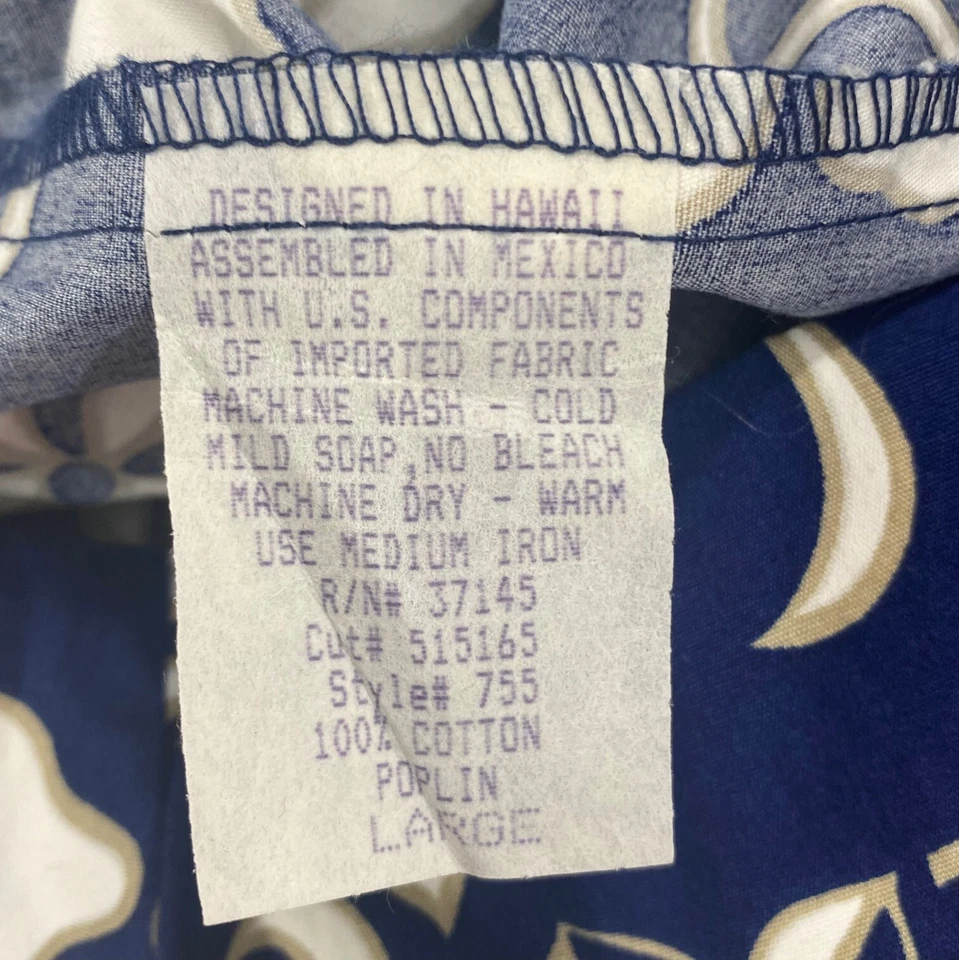 DESIGNED IN HAWAII
ASSEMBLED IN MEXICO
WITH U.S. COMPONENTS
OF IMPORTED FABRIC
MACHINE WASH - COLD
MILD SOAP,NO BLEACH
MACHINE DRY - WARM
USE MEDIUM IRON
R/N# 37145
Cut# 515165
Style# 755
100% COTTON
POPLIN
LARGE